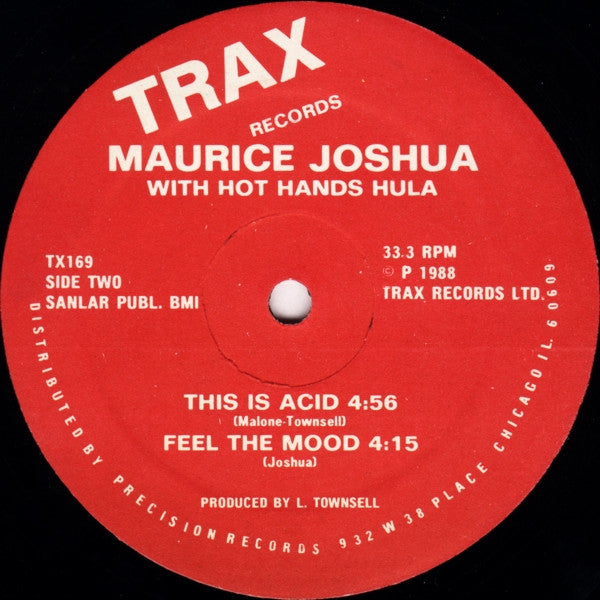 TRAX
RECORDS
MAURICE JOSHUA
WITH HOT HANDS HULA
TX169
SIDE TWO
SANLAR PUBL. BMI
33.3 RPM
© P 1988
TRAX RECORDS LTD.
THIS IS ACID 4:56
(Malone-Townsell)
FEEL THE MOOD 4:15
(Joshua)
PRODUCED BY L. TOWNSELL
DISTRIBUTED BY PRECISION RECORDS 932 W 38 PLACE CHICAGO IL. 60609